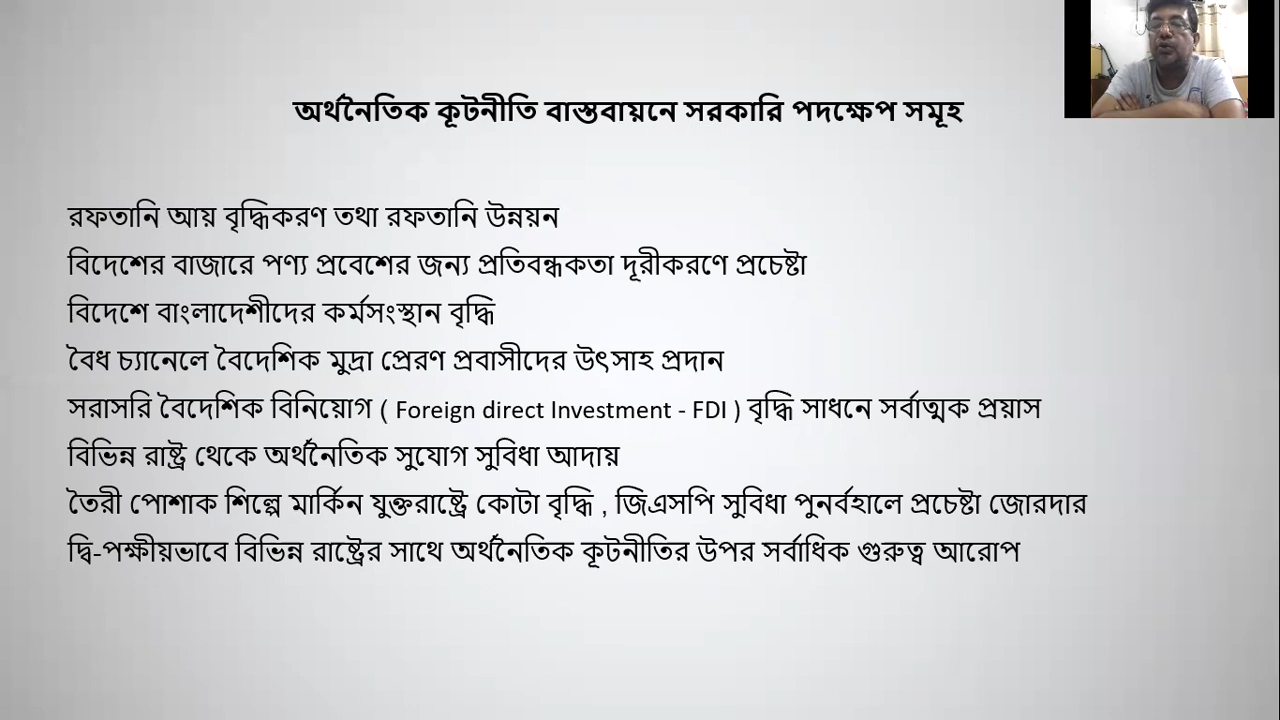 অর্থনৈতিক কূটনীতি বাস্তবায়নে সরকারি পদক্ষেপ সমূহ
রফতানি আয় বৃদ্ধিকরণ তথা রফতানি উন্নয়ন
বিদেশের বাজারে পণ্য প্রবেশের জন্য প্রতিবন্ধকতা দূরীকরণে প্রচেষ্টা
বিদেশে বাংলাদেশীদের কর্মসংস্থান বৃদ্ধি
বৈধ চ্যানেলে বৈদেশিক মুদ্রা প্রেরণ প্রবাসীদের উৎসাহ প্রদান
সরাসরি বৈদেশিক বিনিয়োগ ( Foreign direct Investment - FDI ) বৃদ্ধি সাধনে সর্বাত্মক প্রয়াস
বিভিন্ন রাষ্ট্র থেকে অর্থনৈতিক সুযোগ সুবিধা আদায়
তৈরী পোশাক শিল্পে মার্কিন যুক্তরাষ্ট্রে কোটা বৃদ্ধি , জিএসপি সুবিধা পুনর্বহালে প্রচেষ্টা জোরদার
দ্বি-পক্ষীয়ভাবে বিভিন্ন রাষ্ট্রের সাথে অর্থনৈতিক কূটনীতির উপর সর্বাধিক গুরুত্ব আরোপ